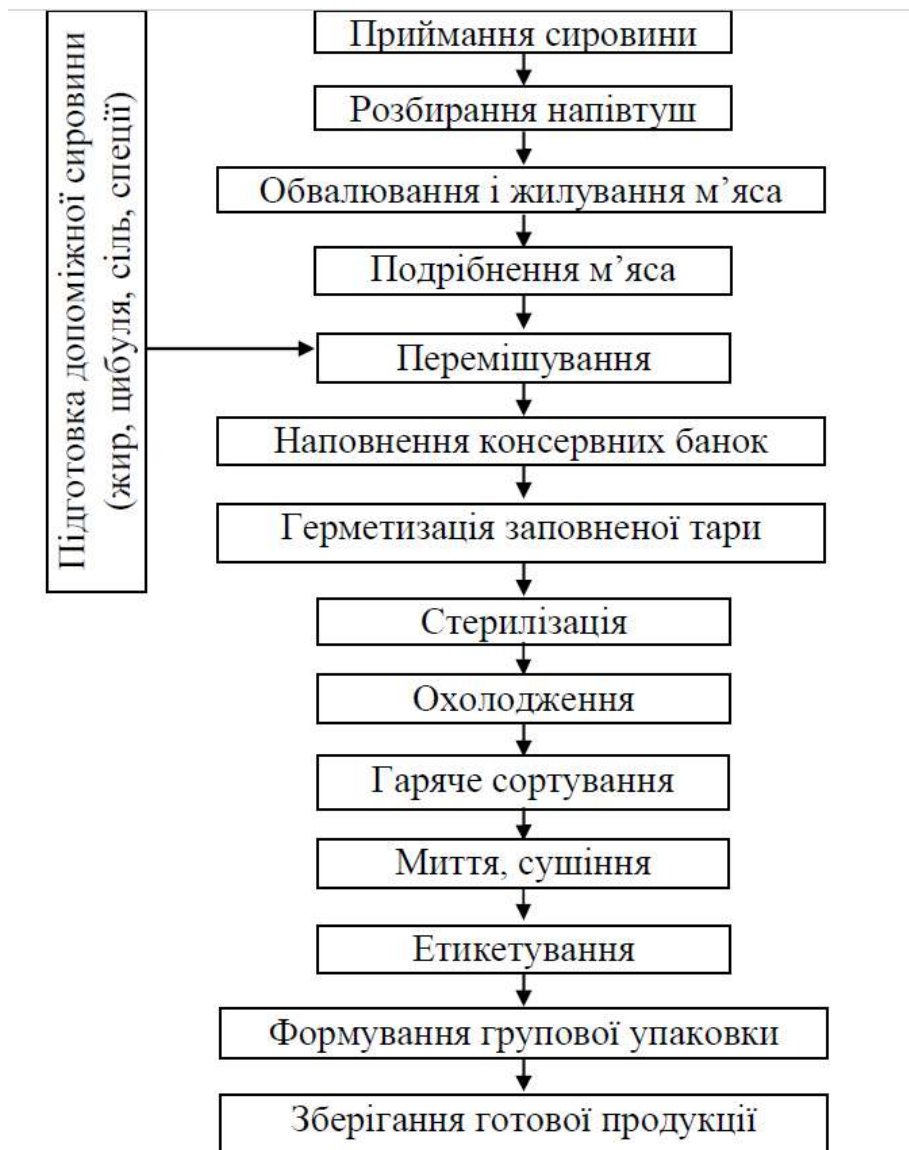 Підготовка допоміжної сировини
(жир, цибуля, сіль, спеції)
Приймання сировини
Розбирання напівтуш
Обвалювання і жилування м’яса
Подрібнення м’яса
Перемішування
Наповнення консервних банок
Герметизація заповненої тари
Стерилізація
Охолодження
Гаряче сортування
Миття, сушіння
Етикетування
Формування групової упаковки
Зберігання готової продукції